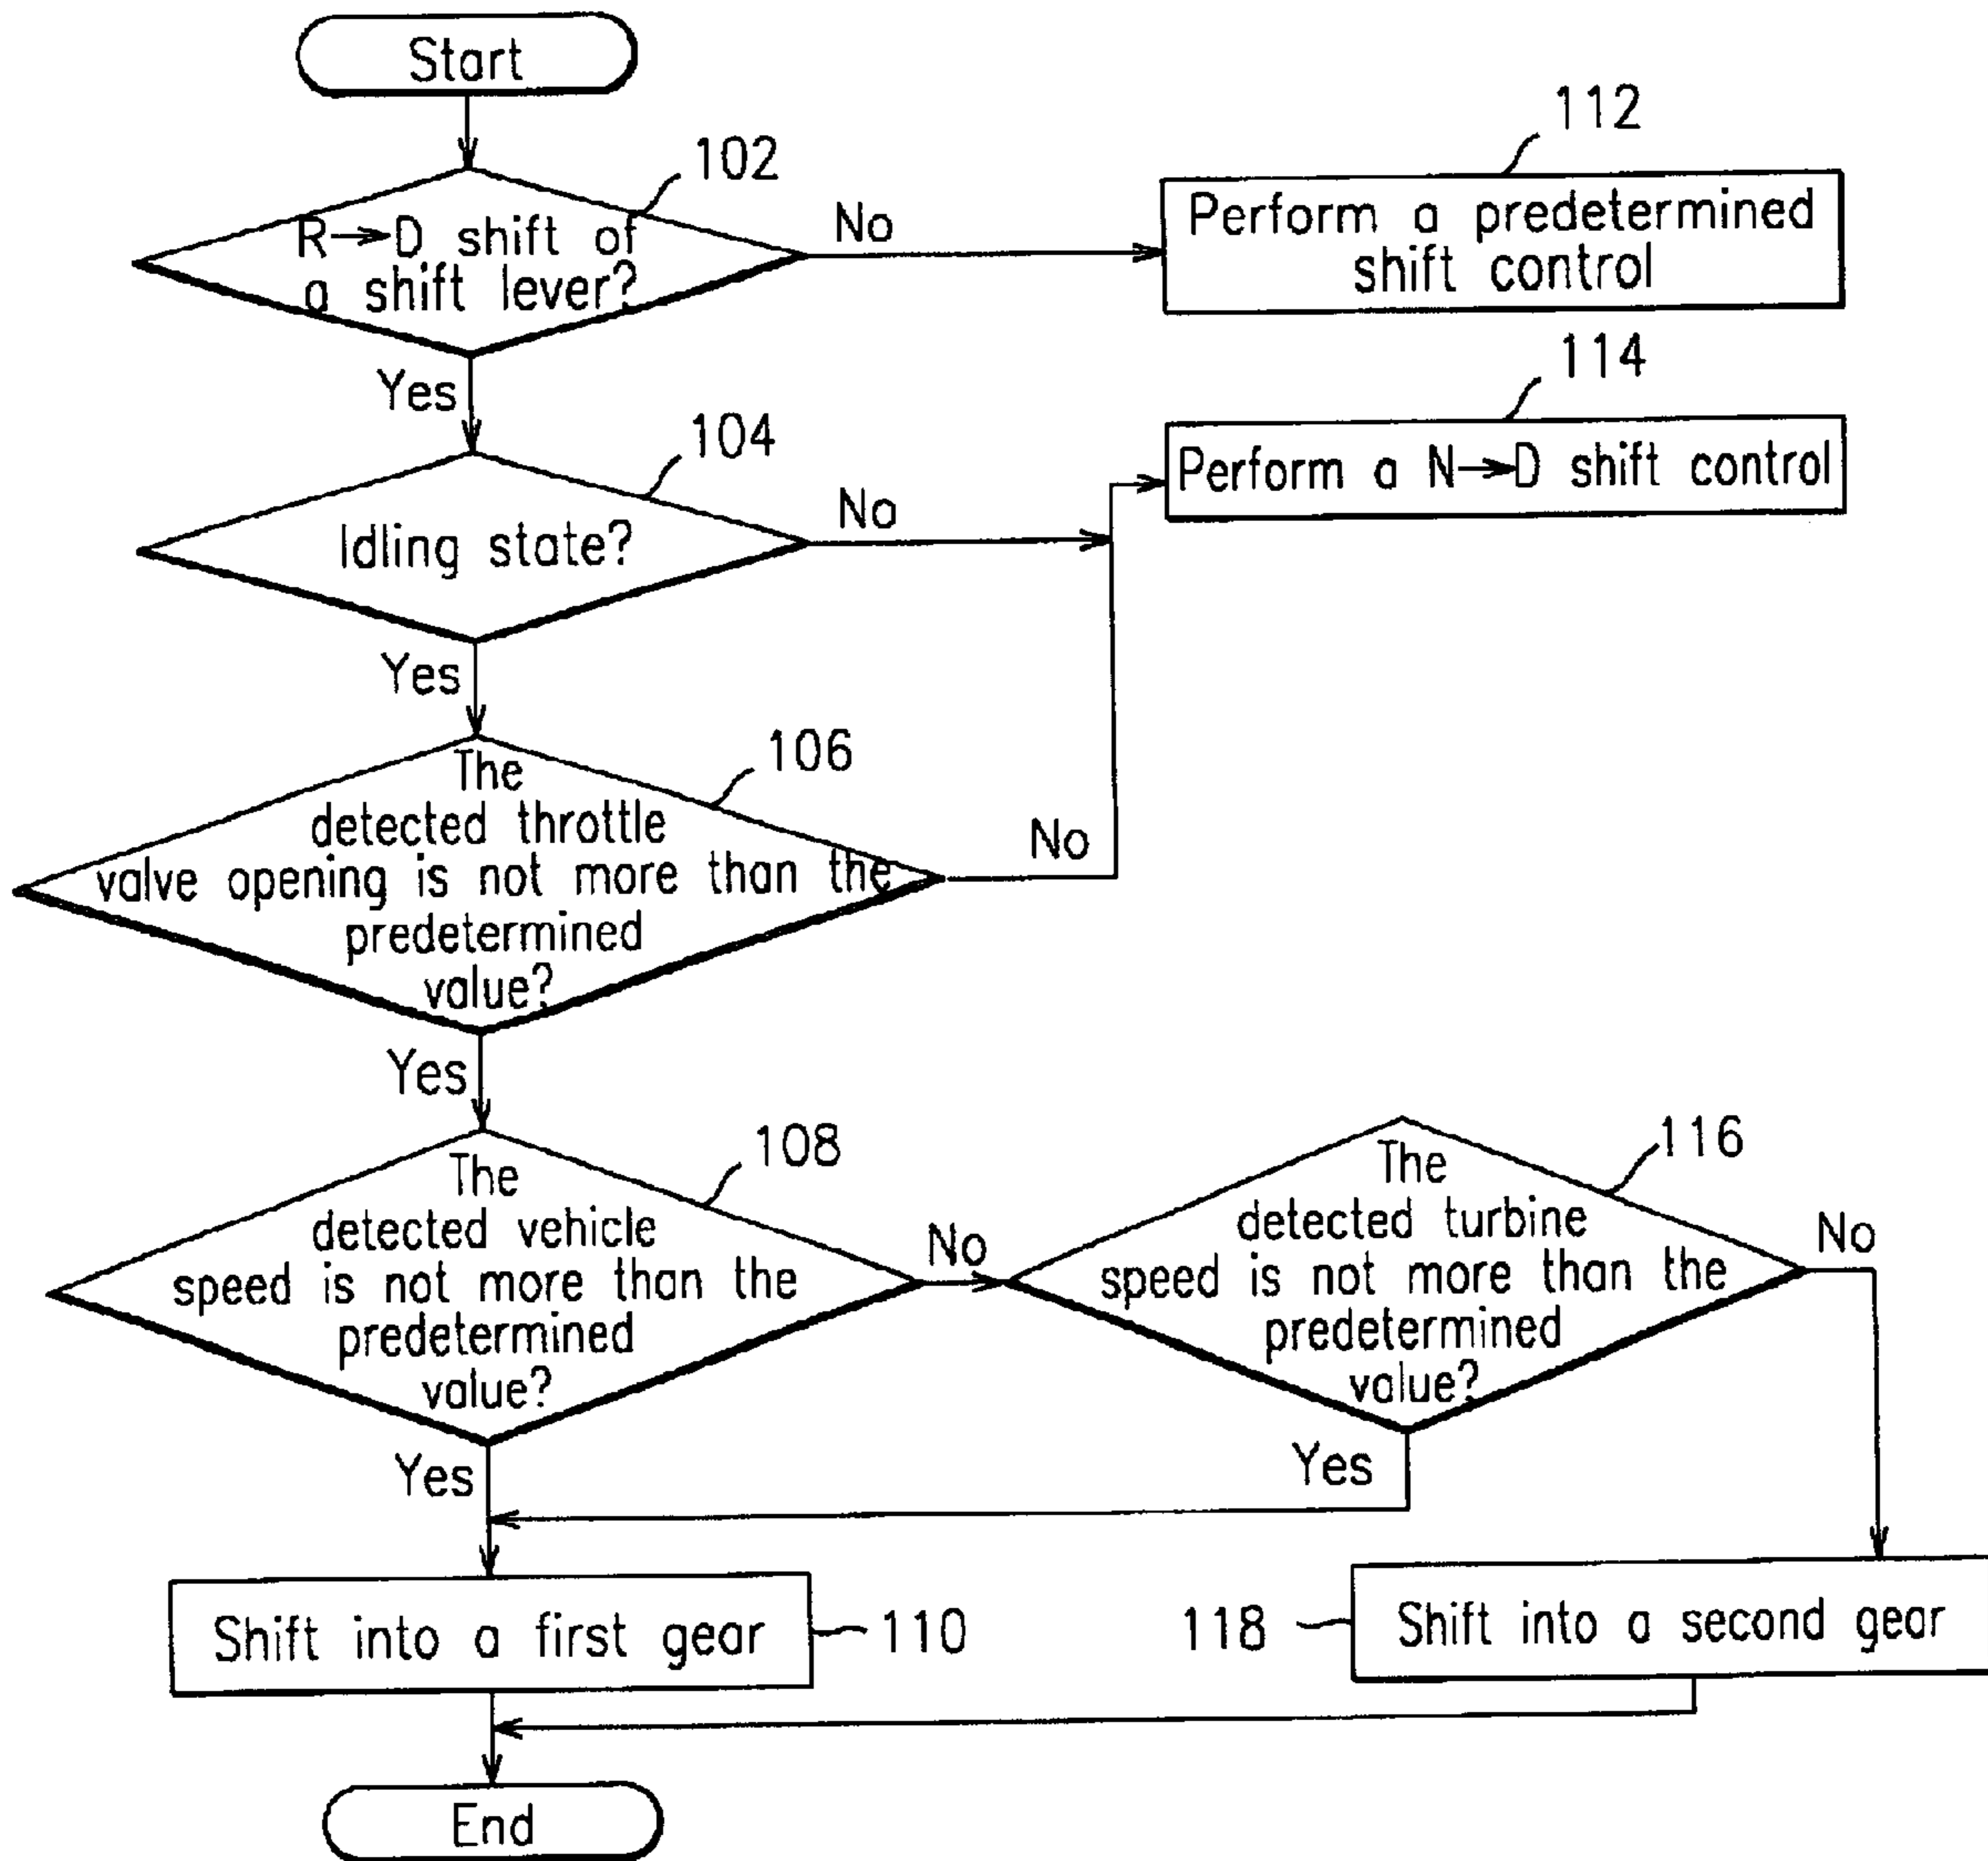 Start
102
R→D shift of
a shift lever?
No
112
Perform a predetermined
shift control
Yes
104
Idling state?
No
114
Perform a N→D shift control
Yes
106
The
detected throttle
valve opening is not more than the
predetermined
value?
No
Yes
108
The
detected vehicle
speed is not more than the
predetermined
value?
No
116
The
detected turbine
speed is not more than the
predetermined
value?
No
Yes
Yes
Shift into a first gear
110
118
Shift into a second gear
End